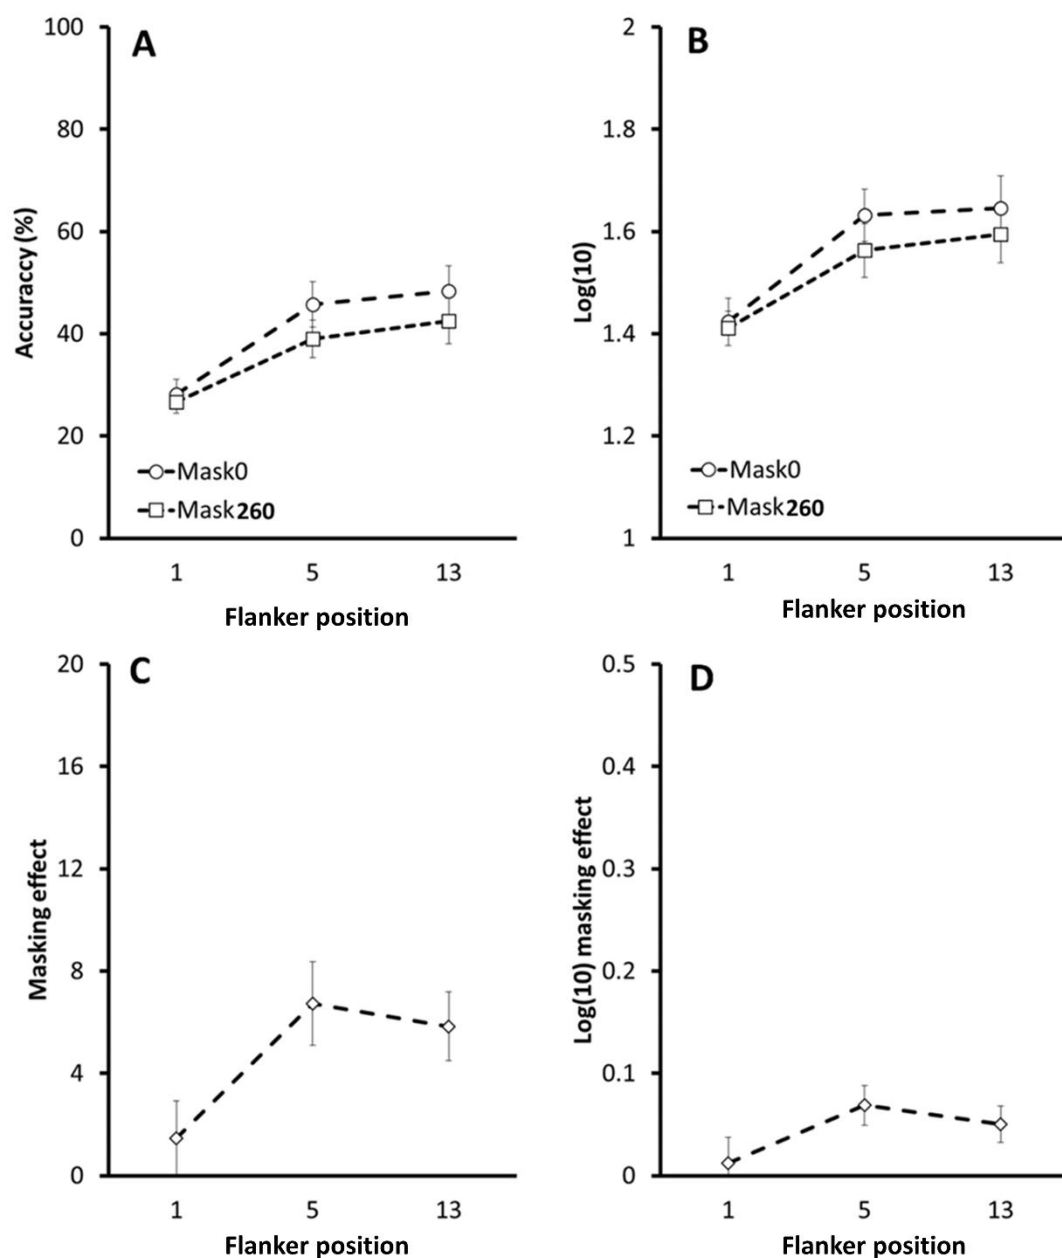 A
100
80
60
40
20
0
Accuraccy (%)
Mask0
Mask260
1 5 13
Flanker position
B
2
1.8
1.6
1.4
1.2
1
Log(10)
Mask0
Mask260
1 5 13
Flanker position
C
20
16
12
8
4
0
Masking effect
1 5 13
Flanker position
D
0.5
0.4
0.3
0.2
0.1
0
Log(10) masking effect
1 5 13
Flanker position